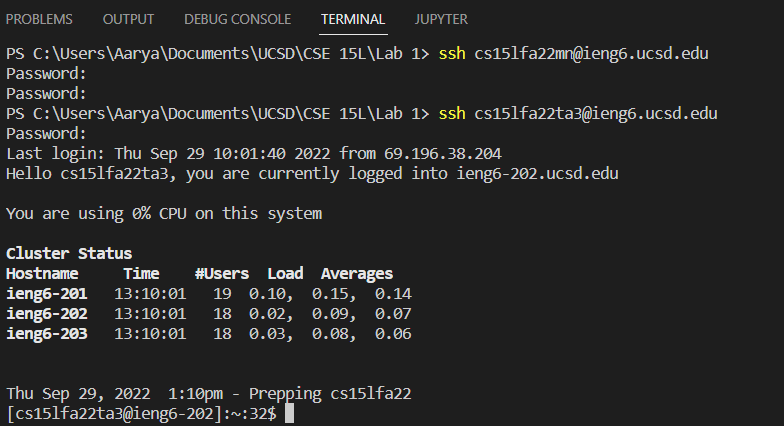 PROBLEMS OUTPUT DEBUG CONSOLE TERMINAL JUPYTER
PS C:\Users\Aarya\Documents\UCSD\CSE 15L\Lab 1> ssh cs15lfa22mn@ieng6.ucsd.edu
Password:
Password:
PS C:\Users\Aarya\Documents\UCSD\CSE 15L\Lab 1> ssh cs15lfa22ta3@ieng6.ucsd.edu
Password:
Last login: Thu Sep 29 10:01:40 2022 from 69.196.38.204
Hello cs15lfa22ta3, you are currently logged into ieng6-202.ucsd.edu
You are using 0% CPU on this system
Cluster Status
Hostname Time #Users Load Averages
ieng6-201 13:10:01 19 0.10, 0.15, 0.14
ieng6-202 13:10:01 18 0.02, 0.09, 0.07
ieng6-203 13:10:01 18 0.03, 0.08, 0.06
Thu Sep 29, 2022 1:10pm - Prepping cs15lfa22
[cs15lfa22ta3@ieng6-202]:~:32$